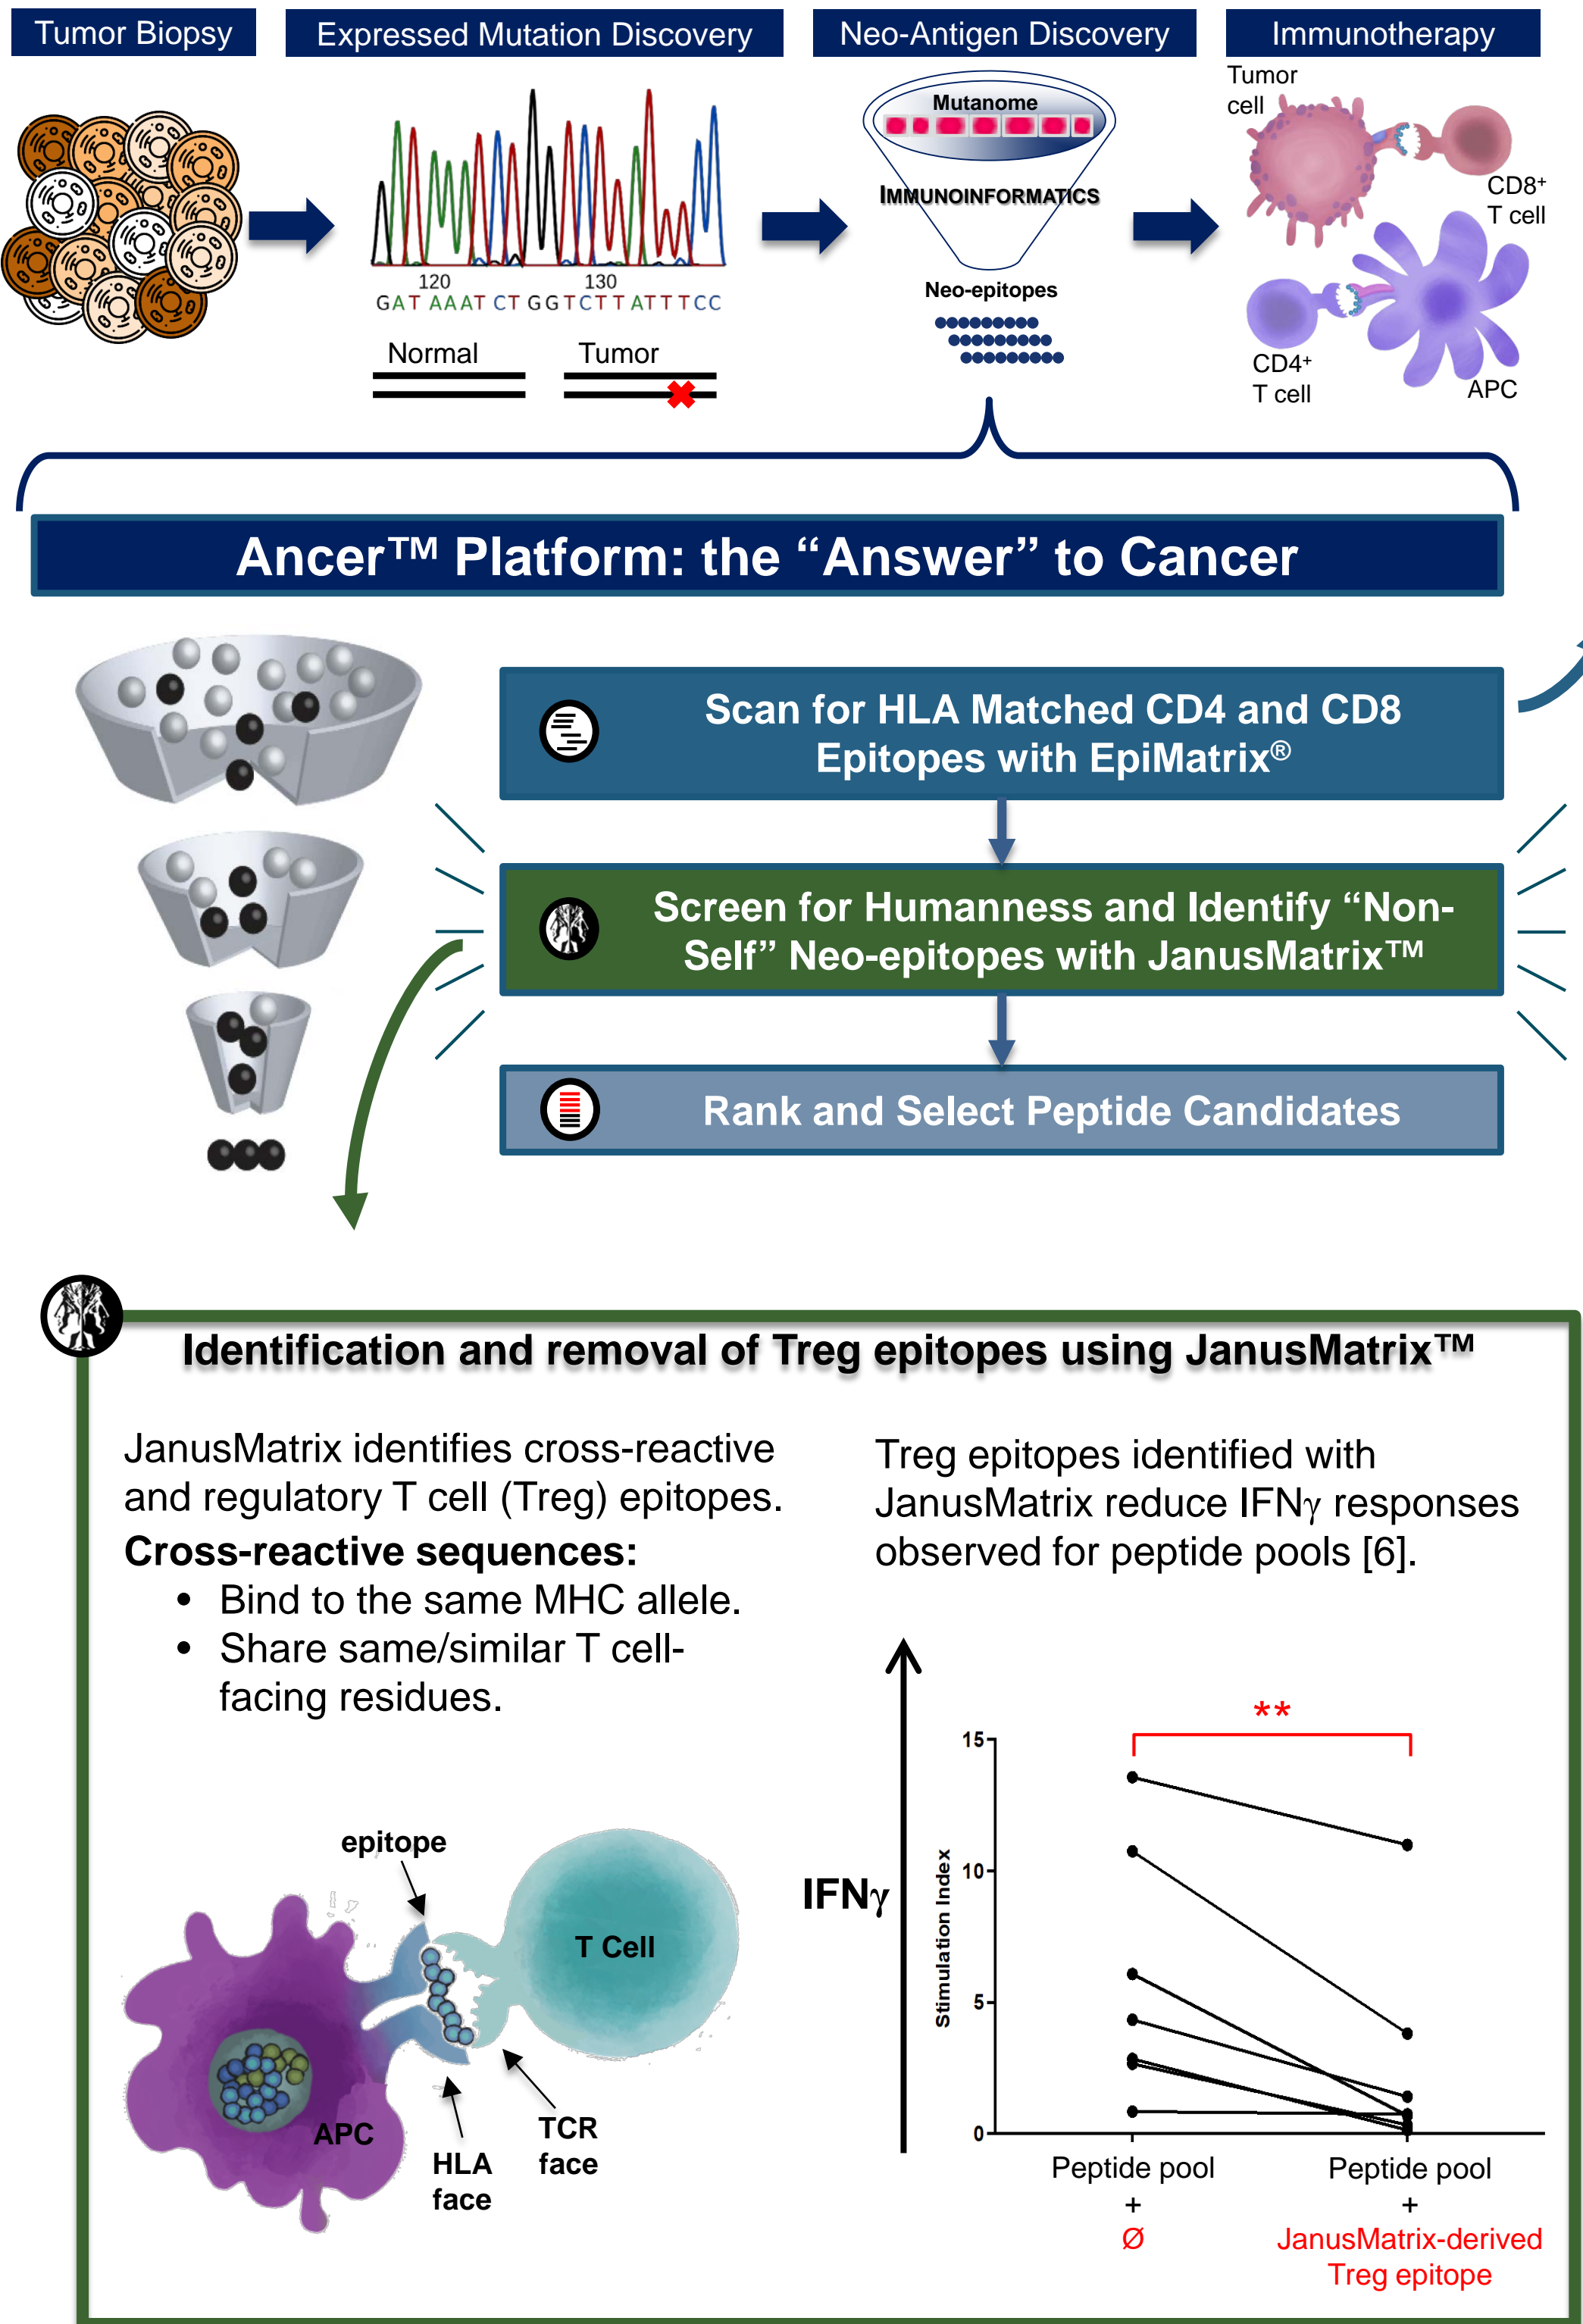 Tumor Biopsy
Expressed Mutation Discovery
Neo-Antigen Discovery
Immunotherapy
120 130
GAT AAAT CT GGTCTT ATTTCC
Normal
Tumor
Mutanome
IMMUNOINFORMATICS
Neo-epitopes
Tumor
cell
CD8+
T cell
CD4+
T cell
APC
Ancer™ Platform: the “Answer” to Cancer
Scan for HLA Matched CD4 and CD8
Epitopes with EpiMatrix®
Screen for Humanness and Identify “Non-
Self” Neo-epitopes with JanusMatrix™
Rank and Select Peptide Candidates
Identification and removal of Treg epitopes using JanusMatrix™
JanusMatrix identifies cross-reactive
and regulatory T cell (Treg) epitopes.
Cross-reactive sequences:
• Bind to the same MHC allele.
• Share same/similar T cell-
facing residues.
epitope
T Cell
APC
HLA
face
TCR
face
Treg epitopes identified with
JanusMatrix reduce IFNγ responses
observed for peptide pools [6].
**
IFNγ
Stimulation Index
15
10
5
0
Peptide pool
+
Ø
Peptide pool
+
JanusMatrix-derived
Treg epitope